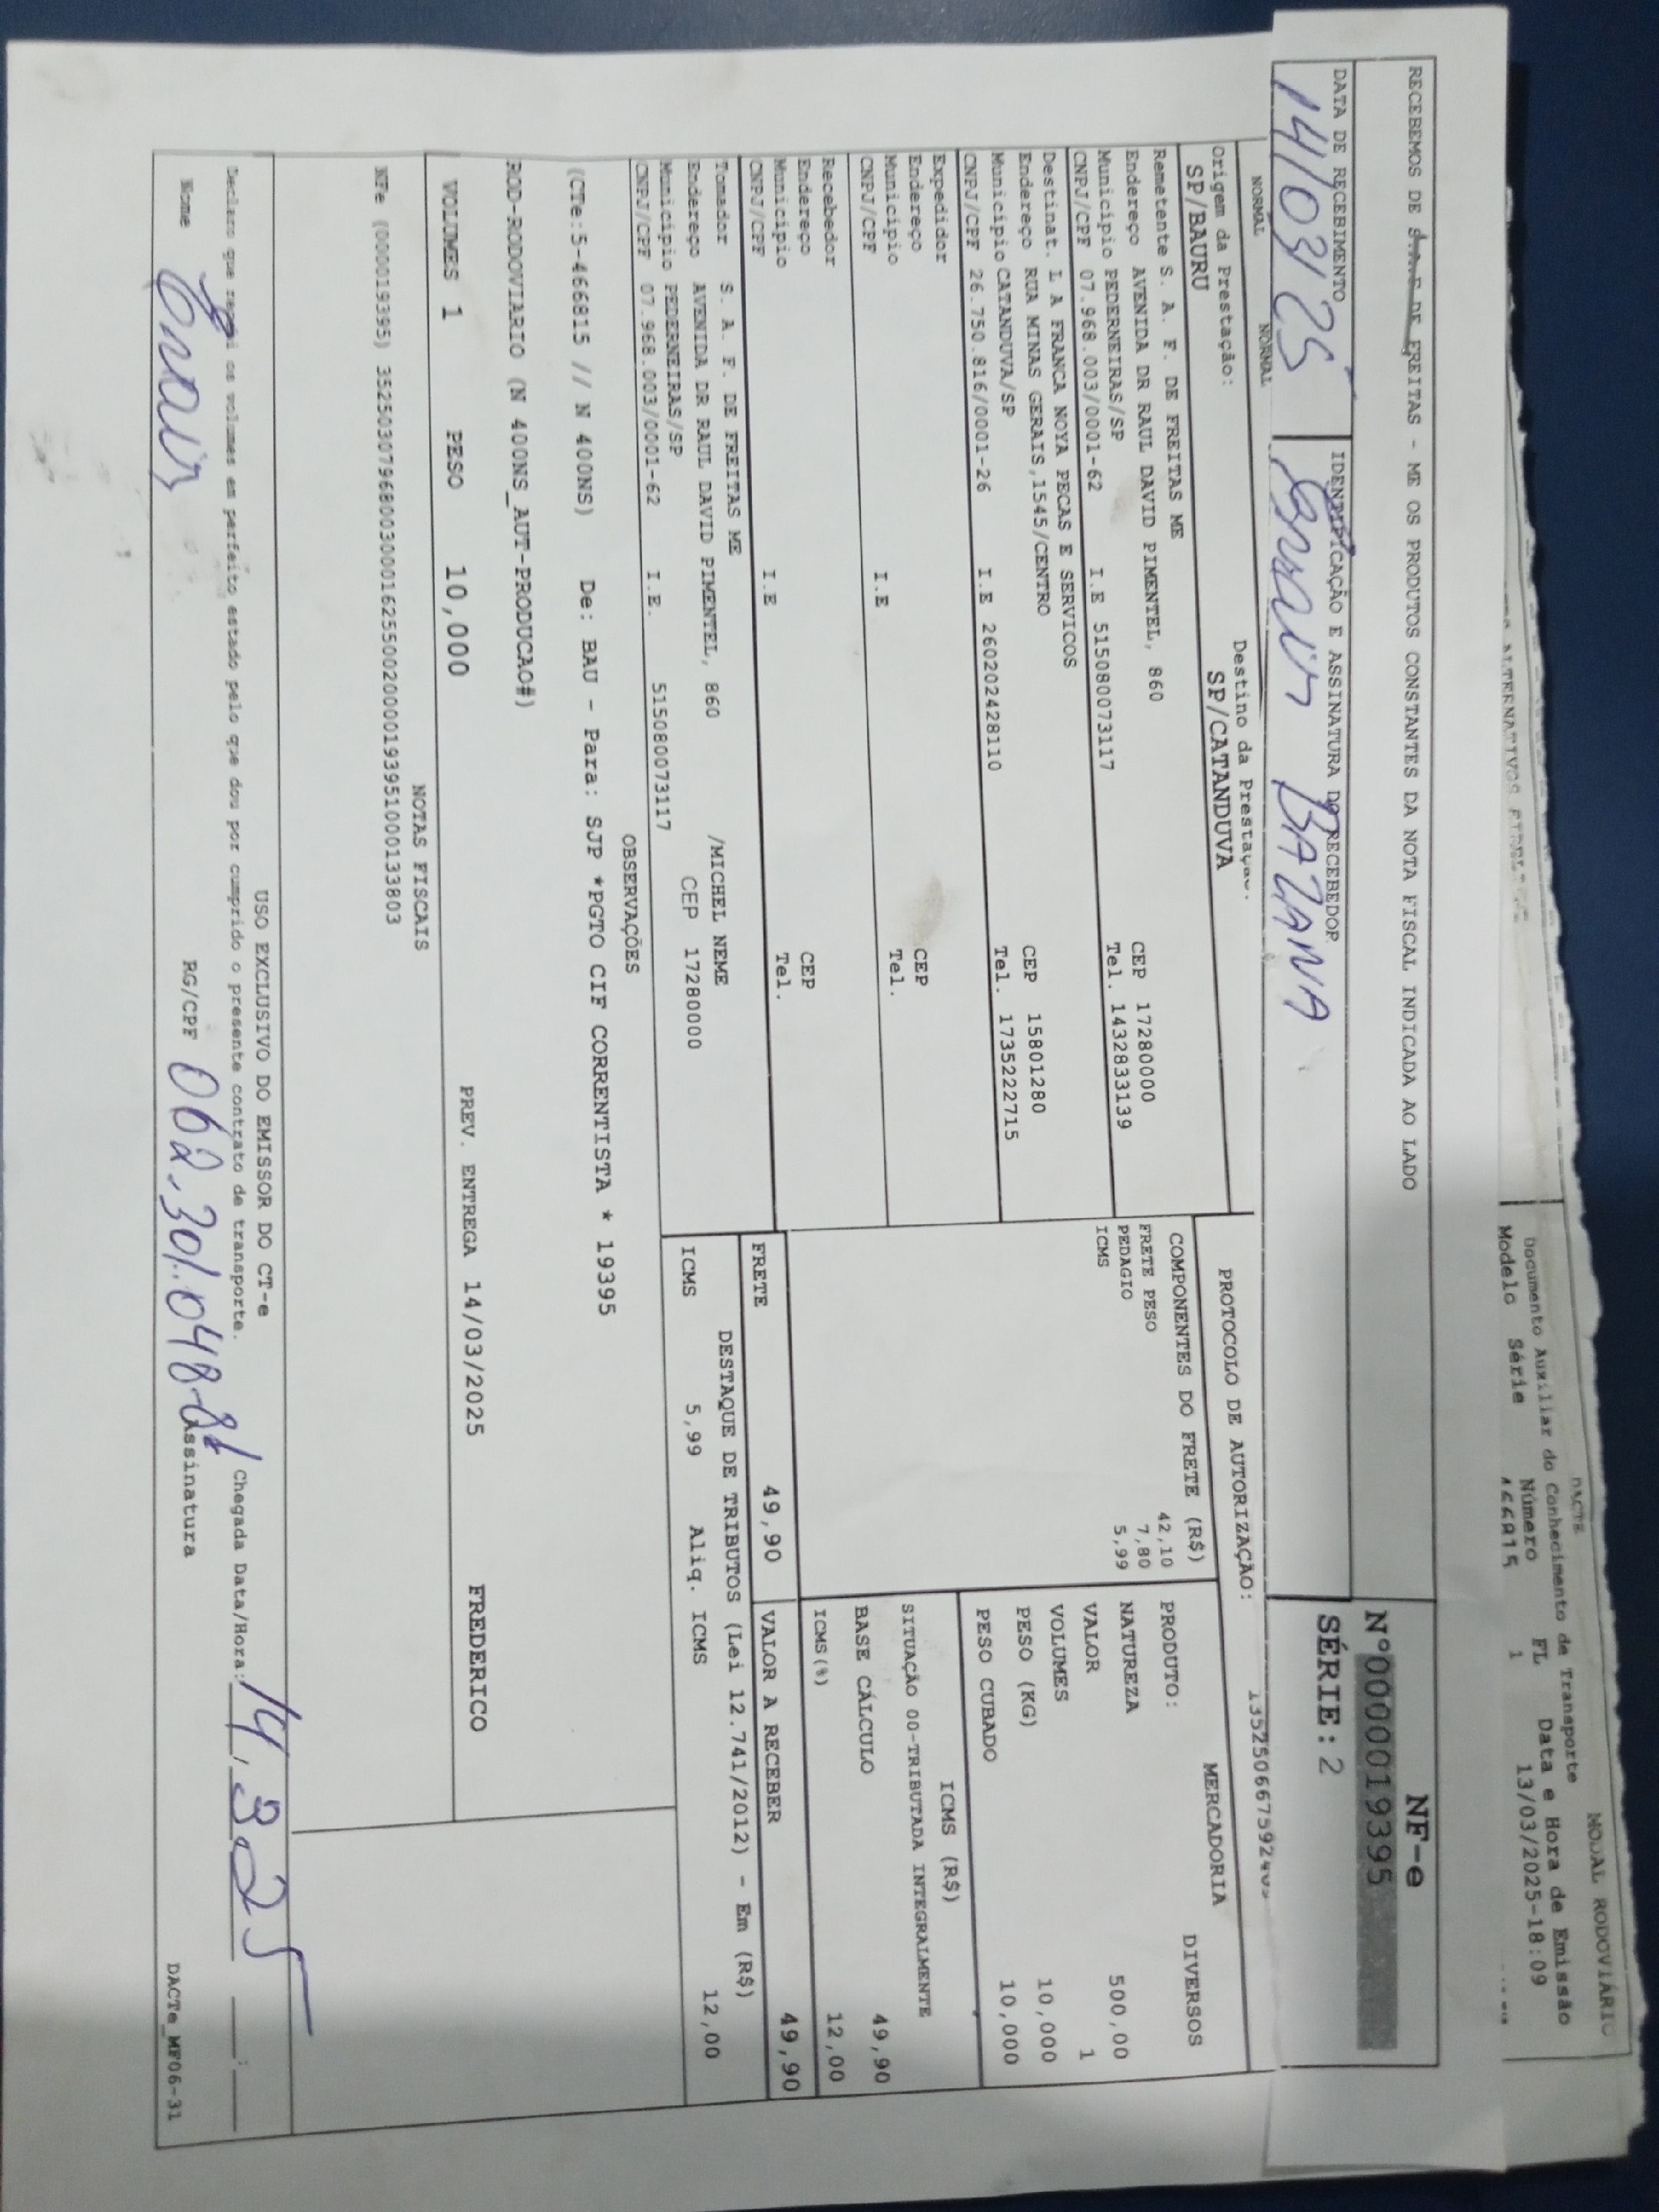 MODAL RODOVIÁRIO
DACTE
Documento Auxiliar do Conhecimento de Transporte
Modelo Série Número FL Data e Hora de Emissão
466815 1 13/03/2025-18:09
RECEBEMOS DE S.A.F DE FREITAS - ME OS PRODUTOS CONSTANTES DA NOTA FISCAL INDICADA AO LADO
NF-e
Nº000019395
SÉRIE: 2
DATA DE RECEBIMENTO
14/03/25
IDENTIFICAÇÃO E ASSINATURA DO RECEBEDOR
BAZANA
NORMAL NORMAL
PROTOCOLO DE AUTORIZAÇÃO:
Origem da Prestação:
SP/BAURU
Destino da Prestação:
SP/CATANDUVA
Remetente S. A. F. DE FREITAS ME
Endereço AVENIDA DR RAUL DAVID PIMENTEL, 860 CEP 17280000
Municipio PEDERNEIRAS/SP Tel. 1432833139
CNPJ/CPF 07.968.003/0001-62 I.E 515080073117
Destinat. L A FRANCA NOYA PECAS E SERVICOS
Endereço RUA MINAS GERAIS,1545/CENTRO CEP 15801280
Municipio CATANDUVA/SP Tel. 1735222715
CNPJ/CPF 26.750.816/0001-26 I.E 260202428110
Expedidor
Endereço CEP
Municipio Tel.
CNPJ/CPF I.E
Recebedor
Endereço CEP
Municipio Tel.
CNPJ/CPF I.E
Tomador S. A. F. DE FREITAS ME
Endereço AVENIDA DR RAUL DAVID PIMENTEL, 860 /MICHEL NEME
Municipio PEDERNEIRAS/SP CEP 17280000
CNPJ/CPF 07.968.003/0001-62 I.E. 515080073117
COMPONENTES DO FRETE (R$)
FRETE PESO 42,10
PEDAGIO 7,80
ICMS 5,99
FRETE 49,90
MERCADORIA
PRODUTO: DIVERSOS
NATUREZA
VALOR 500,00
VOLUMES 1
PESO (KG) 10,000
PESO CUBADO 10,000
ICMS (R$)
SITUAÇÃO 00-TRIBUTADA INTEGRALMENTE
BASE CÁLCULO 49,90
ICMS(%) 12,00
VALOR A RECEBER 49,90
DESTAQUE DE TRIBUTOS (Lei 12.741/2012) - Em (R$)
ICMS 5,99 Aliq. ICMS 12,00
OBSERVAÇÕES
(CTe:5-466815 // N 400NS) De: BAU - Para: SJP *PGTO CIF CORRENTISTA * 19395
ROD-RODOVIARIO (N 400NS_AUT-PRODUCAO#)
VOLUMES 1 PESO 10,000 PREV. ENTREGA 14/03/2025 FREDERICO
NOTAS FISCAIS
NFe (000019395) 35250307968003000162550020000193951000133803
USO EXCLUSIVO DO EMISSOR DO CT-e
Declaro que recebi os volumes em perfeito estado pelo que dou por cumprido o presente contrato de transporte. Chegada Data/Hora: 14, 3, 25
Nome RG/CPF 062.301.048-81 Assinatura
DACTe_MF06-31